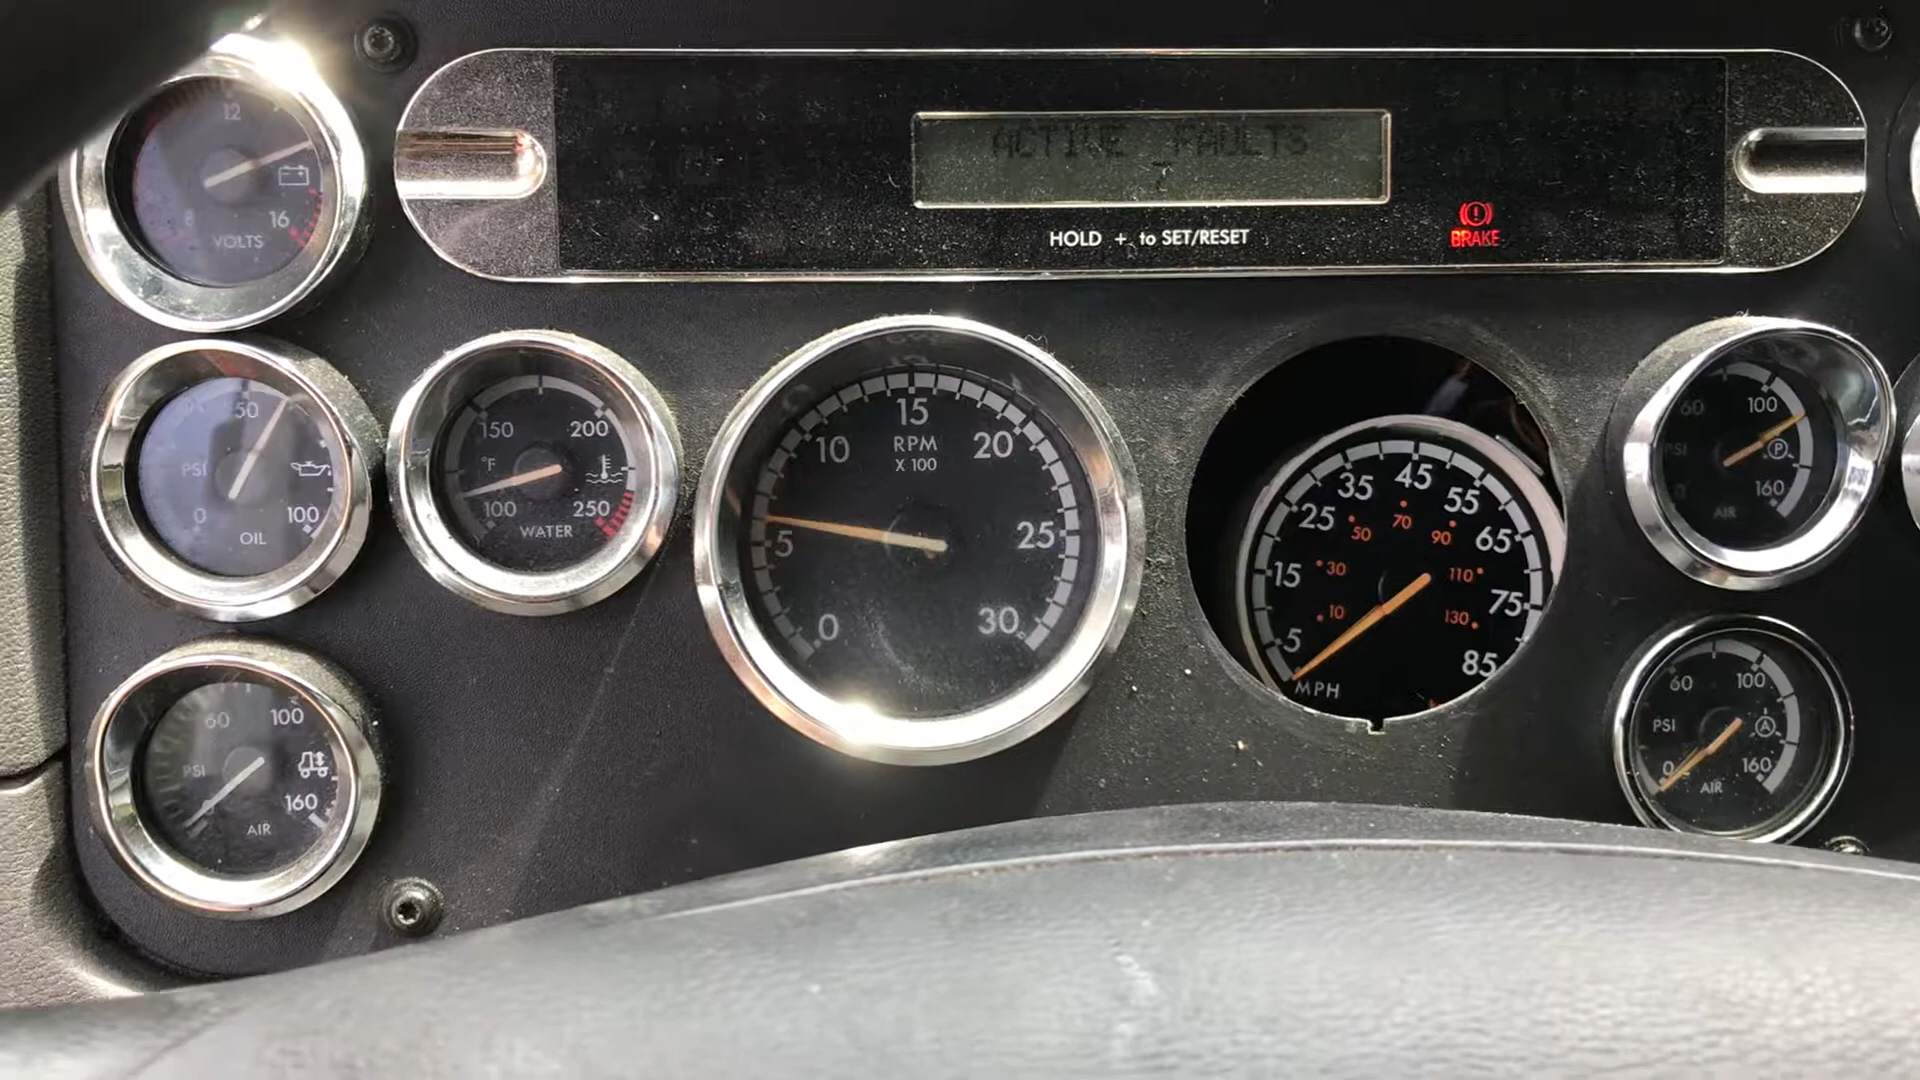 12
8
16
VOLTS
ACTIVE FAULTS
HOLD + to SET/RESET
BRAKE
50
PSI
0
100
OIL
150
200
°F
100
250
WATER
15
10
20
RPM
X 100
5
25
0
30
45
35
55
25
65
15
75
5
85
70
50
90
30
110
10
130
MPH
60
100
PSI
P
0
160
AIR
60
100
PSI
0
160
AIR
60
100
PSI
A
0
160
AIR